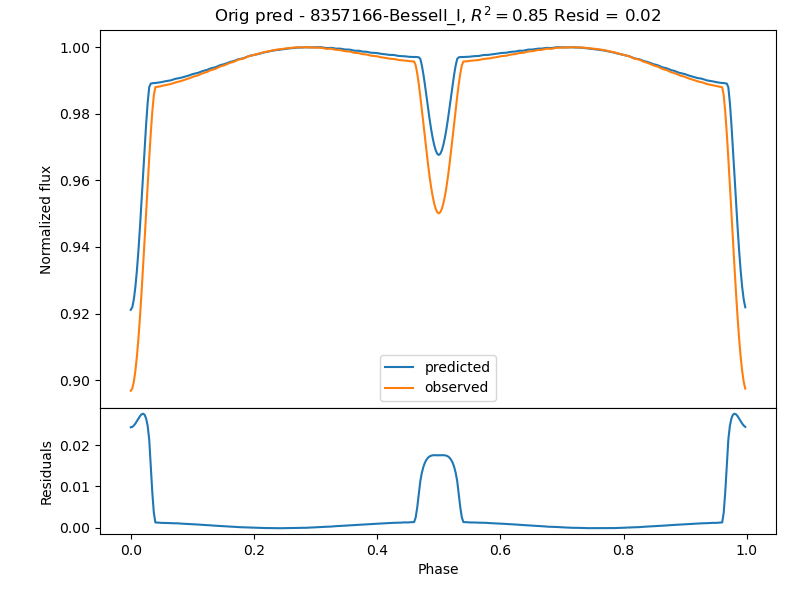 Orig pred - 8357166-Bessell_I, R² = 0.85 Resid = 0.02
1.00
0.98
0.96
0.94
0.92
0.90
Normalized flux
predicted
observed
0.02
0.01
0.00
Residuals
0.0 0.2 0.4 0.6 0.8 1.0
Phase